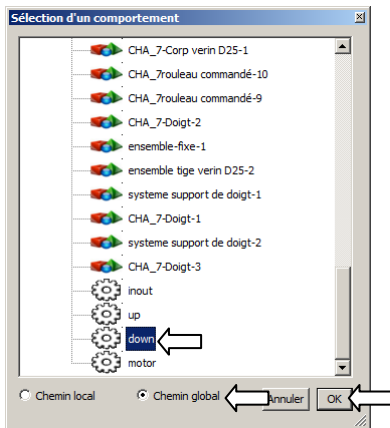 Sélection d'un comportement
CHA_7-Corp verin D25-1
CHA_7rouleau commandé-10
CHA_7rouleau commandé-9
CHA_7-Doigt-2
ensemble-fixe-1
ensemble tige verin D25-2
systeme support de doigt-1
CHA_7-Doigt-1
systeme support de doigt-2
CHA_7-Doigt-3
inout
up
down
motor
Chemin local Chemin global Annuler OK